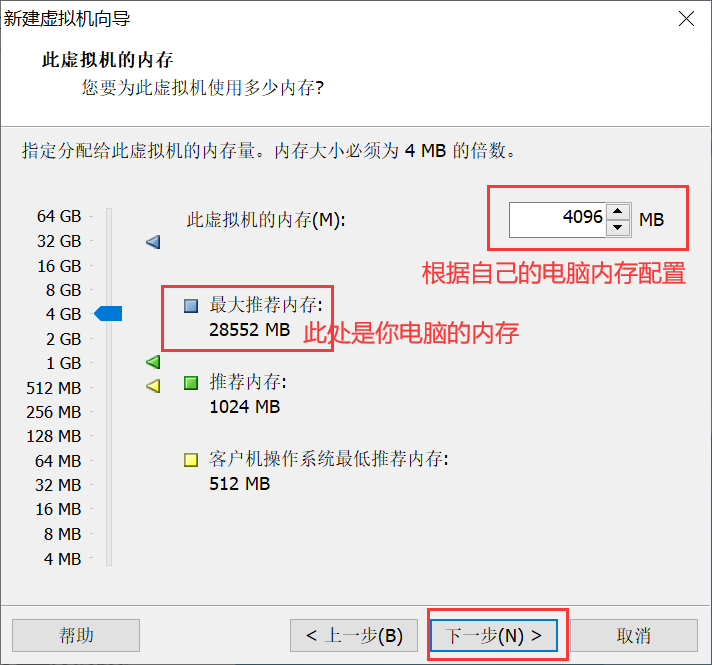 新建虚拟机向导
此虚拟机的内存
您要为此虚拟机使用多少内存?
指定分配给此虚拟机的内存量。内存大小必须为 4 MB 的倍数。
64 GB
32 GB
16 GB
8 GB
4 GB
2 GB
1 GB
512 MB
256 MB
128 MB
64 MB
32 MB
16 MB
8 MB
4 MB
此虚拟机的内存(M):
4096 MB
根据自己的电脑内存配置
最大推荐内存:
28552 MB
此处是你电脑的内存
推荐内存:
1024 MB
客户机操作系统最低推荐内存:
512 MB
帮助
< 上一步(B)
下一步(N) >
取消